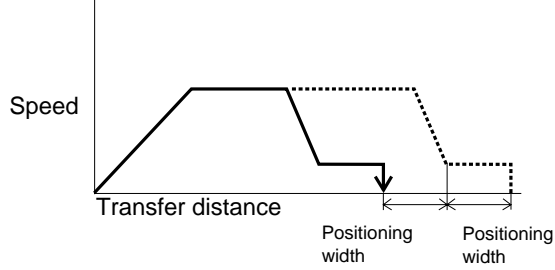 Speed
Transfer distance
Positioning
width
Positioning
width